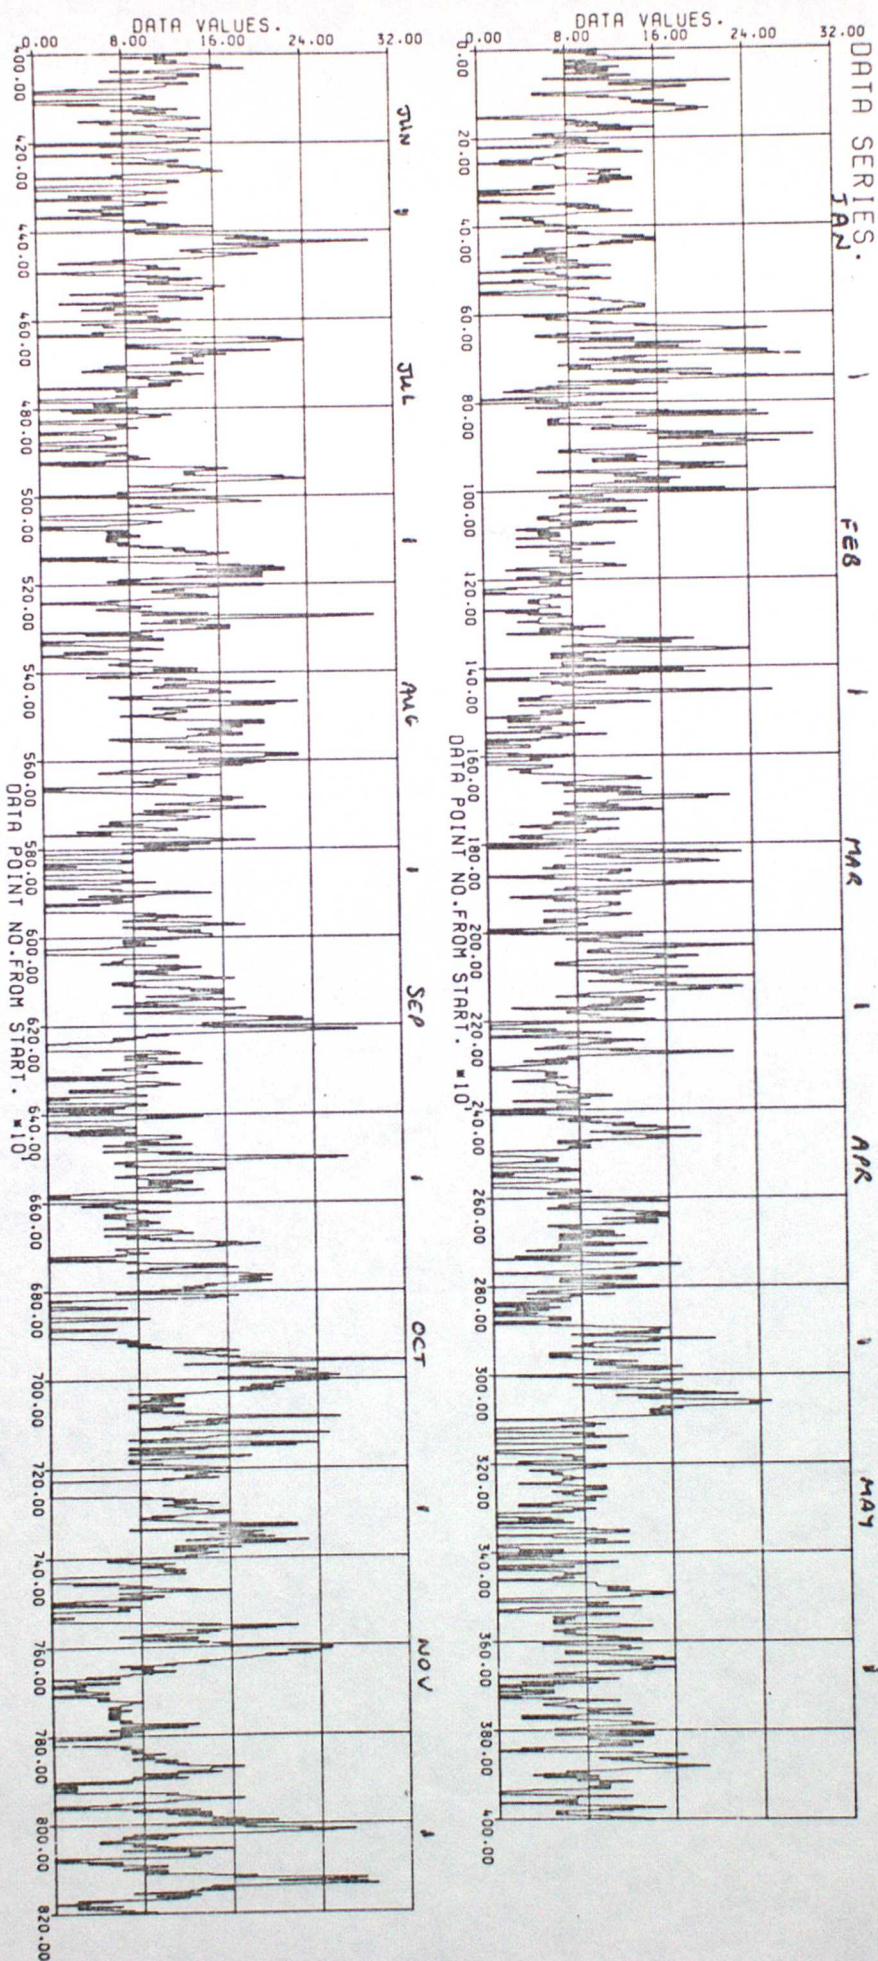 DATA SERIES.
JAN
FEB
MAR
APR
MAY
DATA VALUES.
0.00 8.00 16.00 24.00 32.00
0.00 20.00 40.00 60.00 80.00 100.00 120.00 140.00 160.00 180.00 200.00 220.00 240.00 260.00 280.00 300.00 320.00 340.00 360.00 380.00 400.00
DATA POINT NO.FROM START. *10
JUN
JUL
AUG
SEP
OCT
NOV
DATA VALUES.
0.00 8.00 16.00 24.00 32.00
400.00 420.00 440.00 460.00 480.00 500.00 520.00 540.00 560.00 580.00 600.00 620.00 640.00 660.00 680.00 700.00 720.00 740.00 760.00 780.00 800.00 820.00
DATA POINT NO.FROM START. *10¹